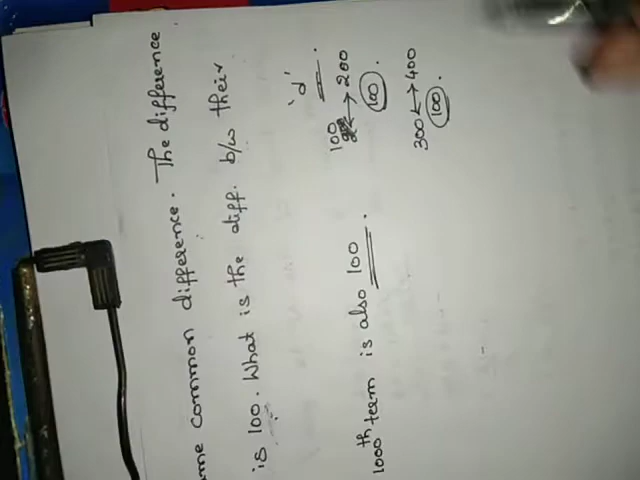 ame common difference. The difference
is 100. What is the diff. b/w their
'd'.
100 ↔ 200
100.
1000th term is also 100.
300 ↔ 400
100.